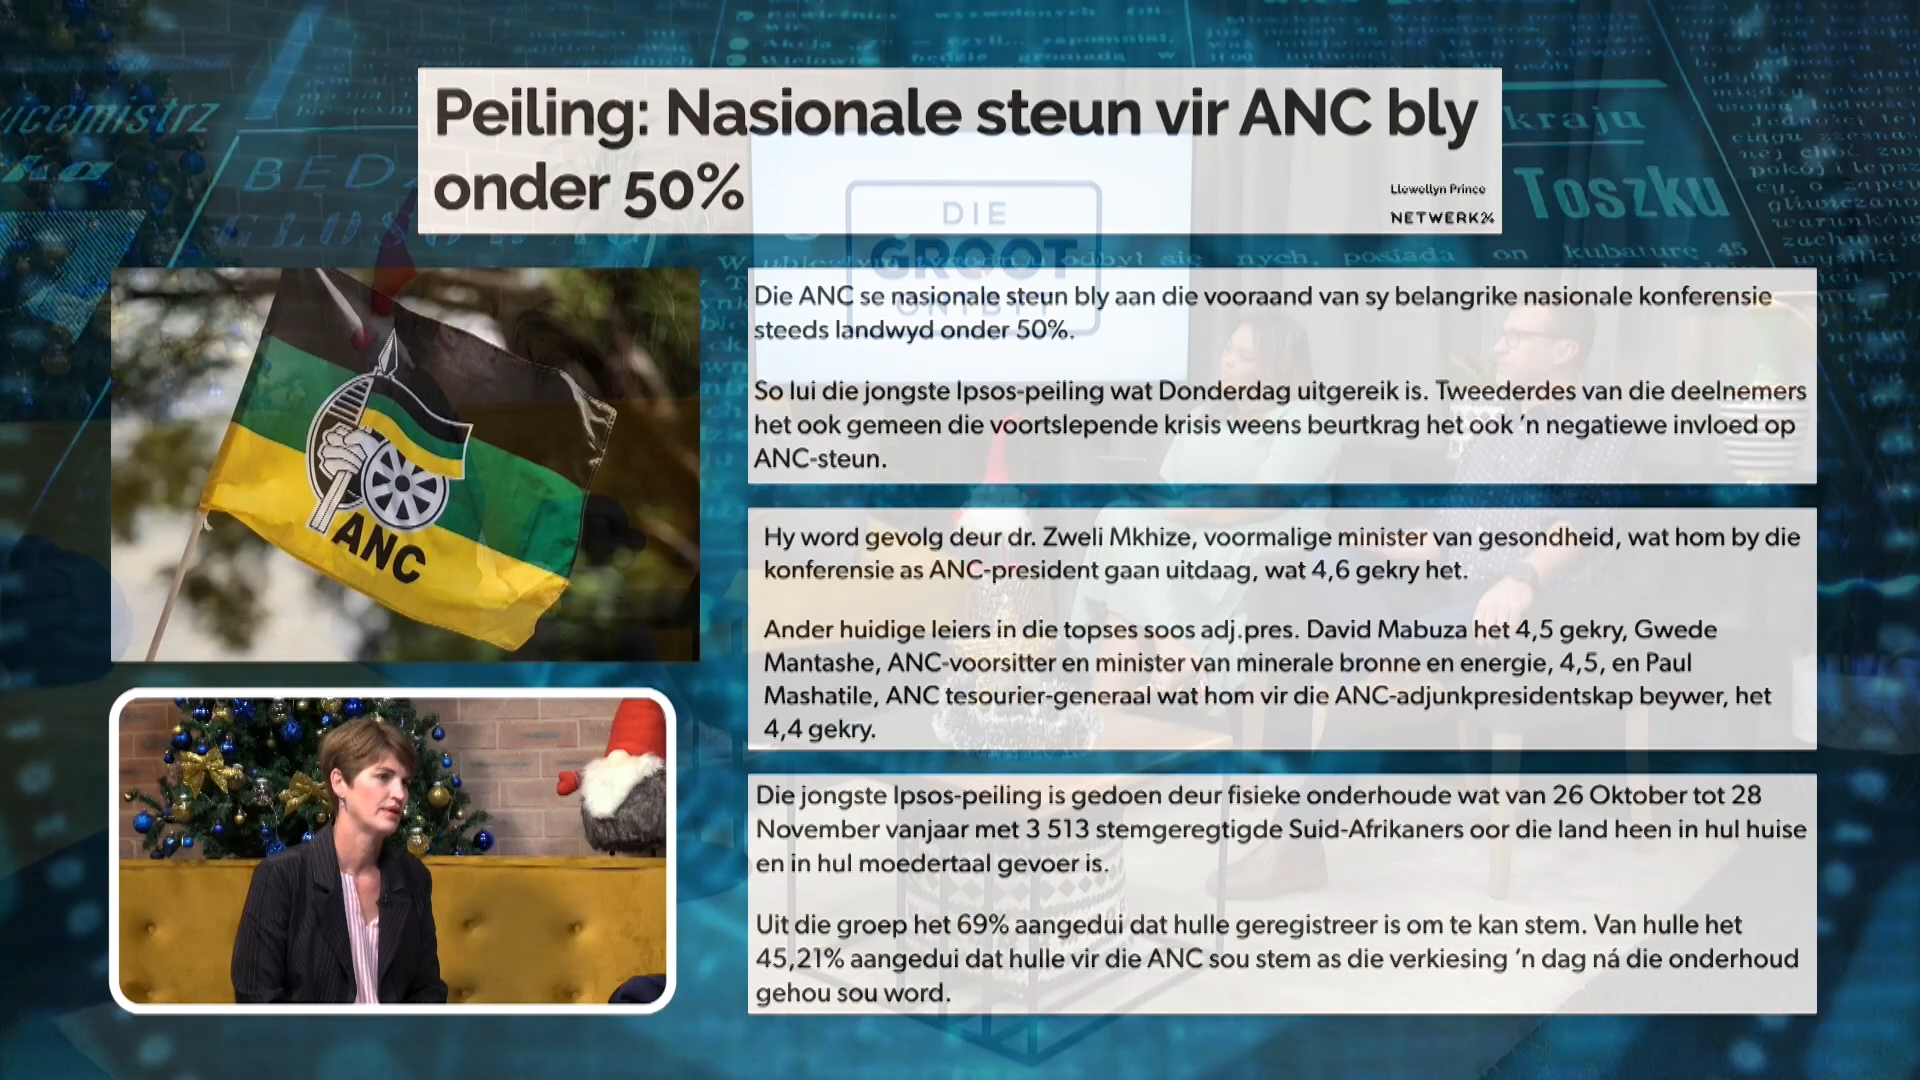 Peiling: Nasionale steun vir ANC bly
onder 50%
Llewellyn Prince
NETWERK24
DIE
GROOT
ONTBYT
ANC
Die ANC se nasionale steun bly aan die vooraand van sy belangrike nasionale konferensie
steeds landwyd onder 50%.
So lui die jongste Ipsos-peiling wat Donderdag uitgereik is. Tweederdes van die deelnemers
het ook gemeen die voortslepende krisis weens beurtkrag het ook ’n negatiewe invloed op
ANC-steun.
Hy word gevolg deur dr. Zweli Mkhize, voormalige minister van gesondheid, wat hom by die
konferensie as ANC-president gaan uitdaag, wat 4,6 gekry het.
Ander huidige leiers in die topses soos adj.pres. David Mabuza het 4,5 gekry, Gwede
Mantashe, ANC-voorsitter en minister van minerale bronne en energie, 4,5, en Paul
Mashatile, ANC tesourier-generaal wat hom vir die ANC-adjunkpresidentskap beywer, het
4,4 gekry.
Die jongste Ipsos-peiling is gedoen deur fisieke onderhoude wat van 26 Oktober tot 28
November vanjaar met 3 513 stemgeregtigde Suid-Afrikaners oor die land heen in hul huise
en in hul moedertaal gevoer is.
Uit die groep het 69% aangedui dat hulle geregistreer is om te kan stem. Van hulle het
45,21% aangedui dat hulle vir die ANC sou stem as die verkiesing ’n dag ná die onderhoud
gehou sou word.
kraju
Toszku
on kubature 45